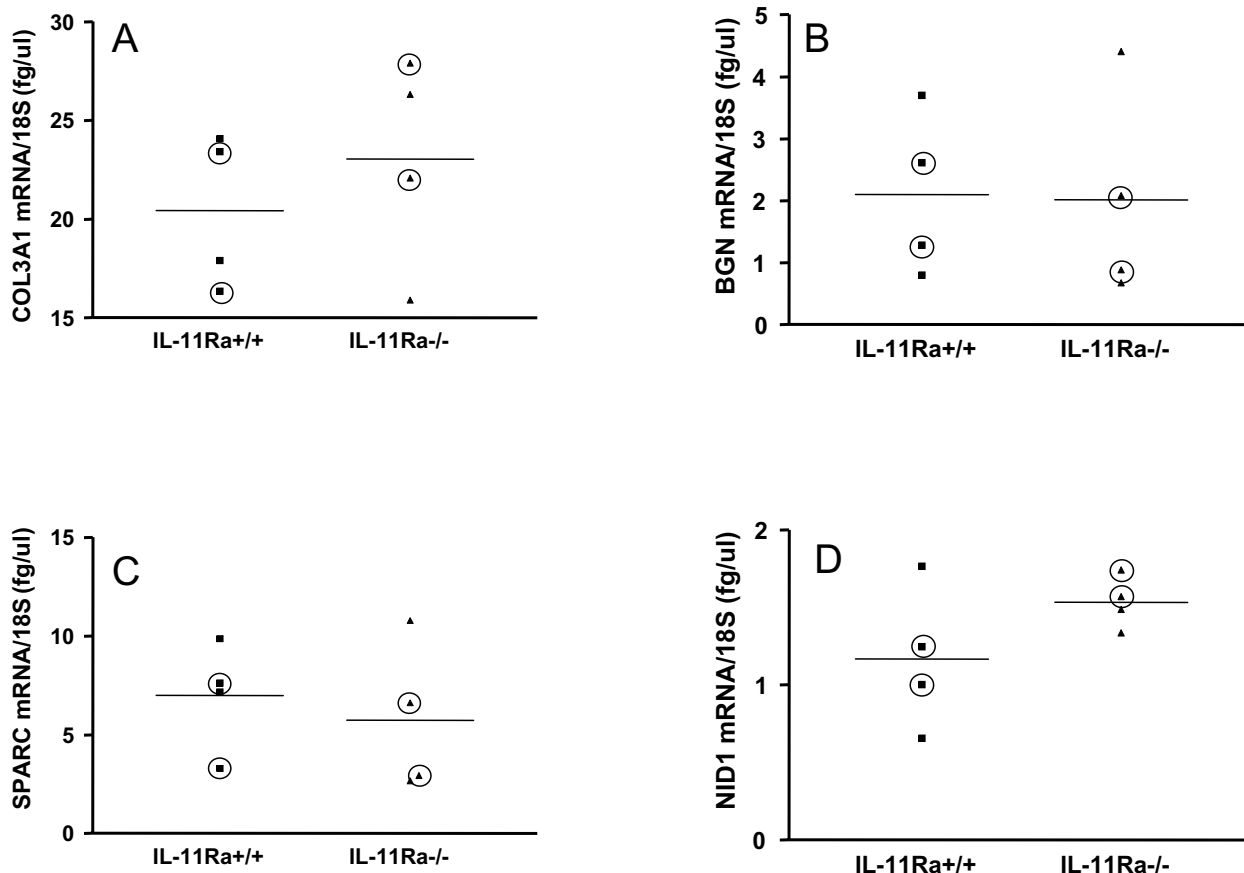 A
COL3A1 mRNA/18S (fg/ul)
30
25
20
15
IL-11Ra+/+
IL-11Ra-/-
B
BGN mRNA/18S (fg/ul)
5
4
3
2
1
0
IL-11Ra+/+
IL-11Ra-/-
C
SPARC mRNA/18S (fg/ul)
15
10
5
0
IL-11Ra+/+
IL-11Ra-/-
D
NID1 mRNA/18S (fg/ul)
2
1
0
IL-11Ra+/+
IL-11Ra-/-